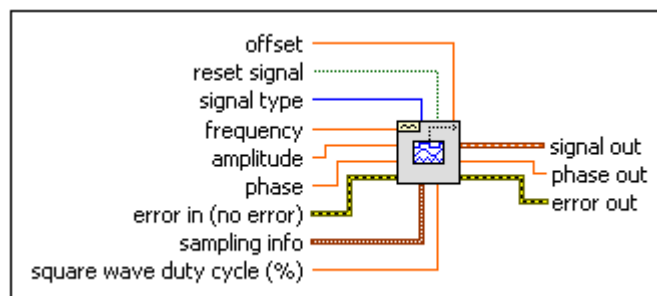 offset
reset signal
signal type
frequency
amplitude
phase
error in (no error)
sampling info
square wave duty cycle (%)
signal out
phase out
error out